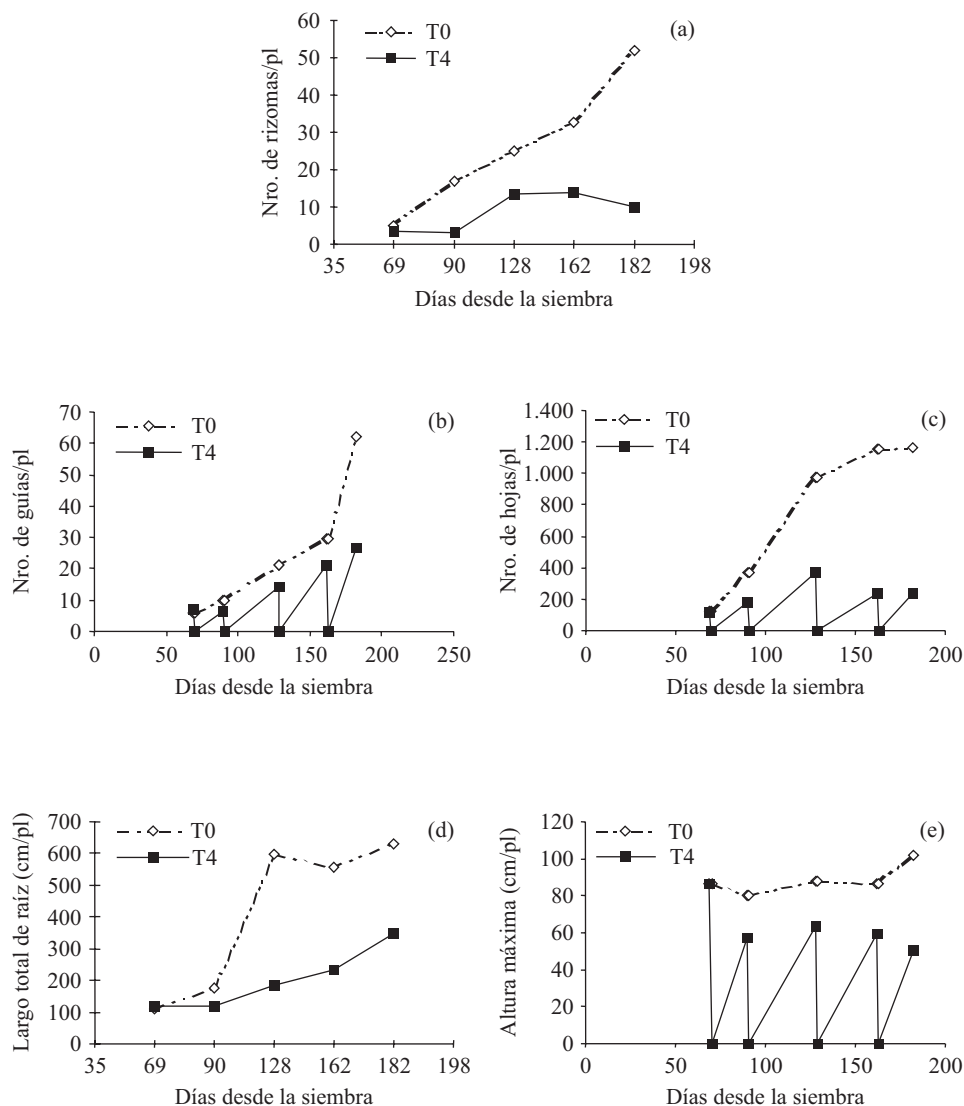 (a)
T0
T4
Nro. de rizomas/pl
60
50
40
30
20
10
0
35 69 90 128 162 182 198
Días desde la siembra
(b)
T0
T4
Nro. de guías/pl
70
60
50
40
30
20
10
0
0 50 100 150 200 250
Días desde la siembra
(c)
T0
T4
Nro. de hojas/pl
1.400
1.200
1.000
800
600
400
200
0
0 50 100 150 200
Días desde la siembra
(d)
T0
T4
Largo total de raíz (cm/pl)
700
600
500
400
300
200
100
0
35 69 90 128 162 182 198
Días desde la siembra
(e)
T0
T4
Altura máxima (cm/pl)
120
100
80
60
40
20
0
0 50 100 150 200
Días desde la siembra